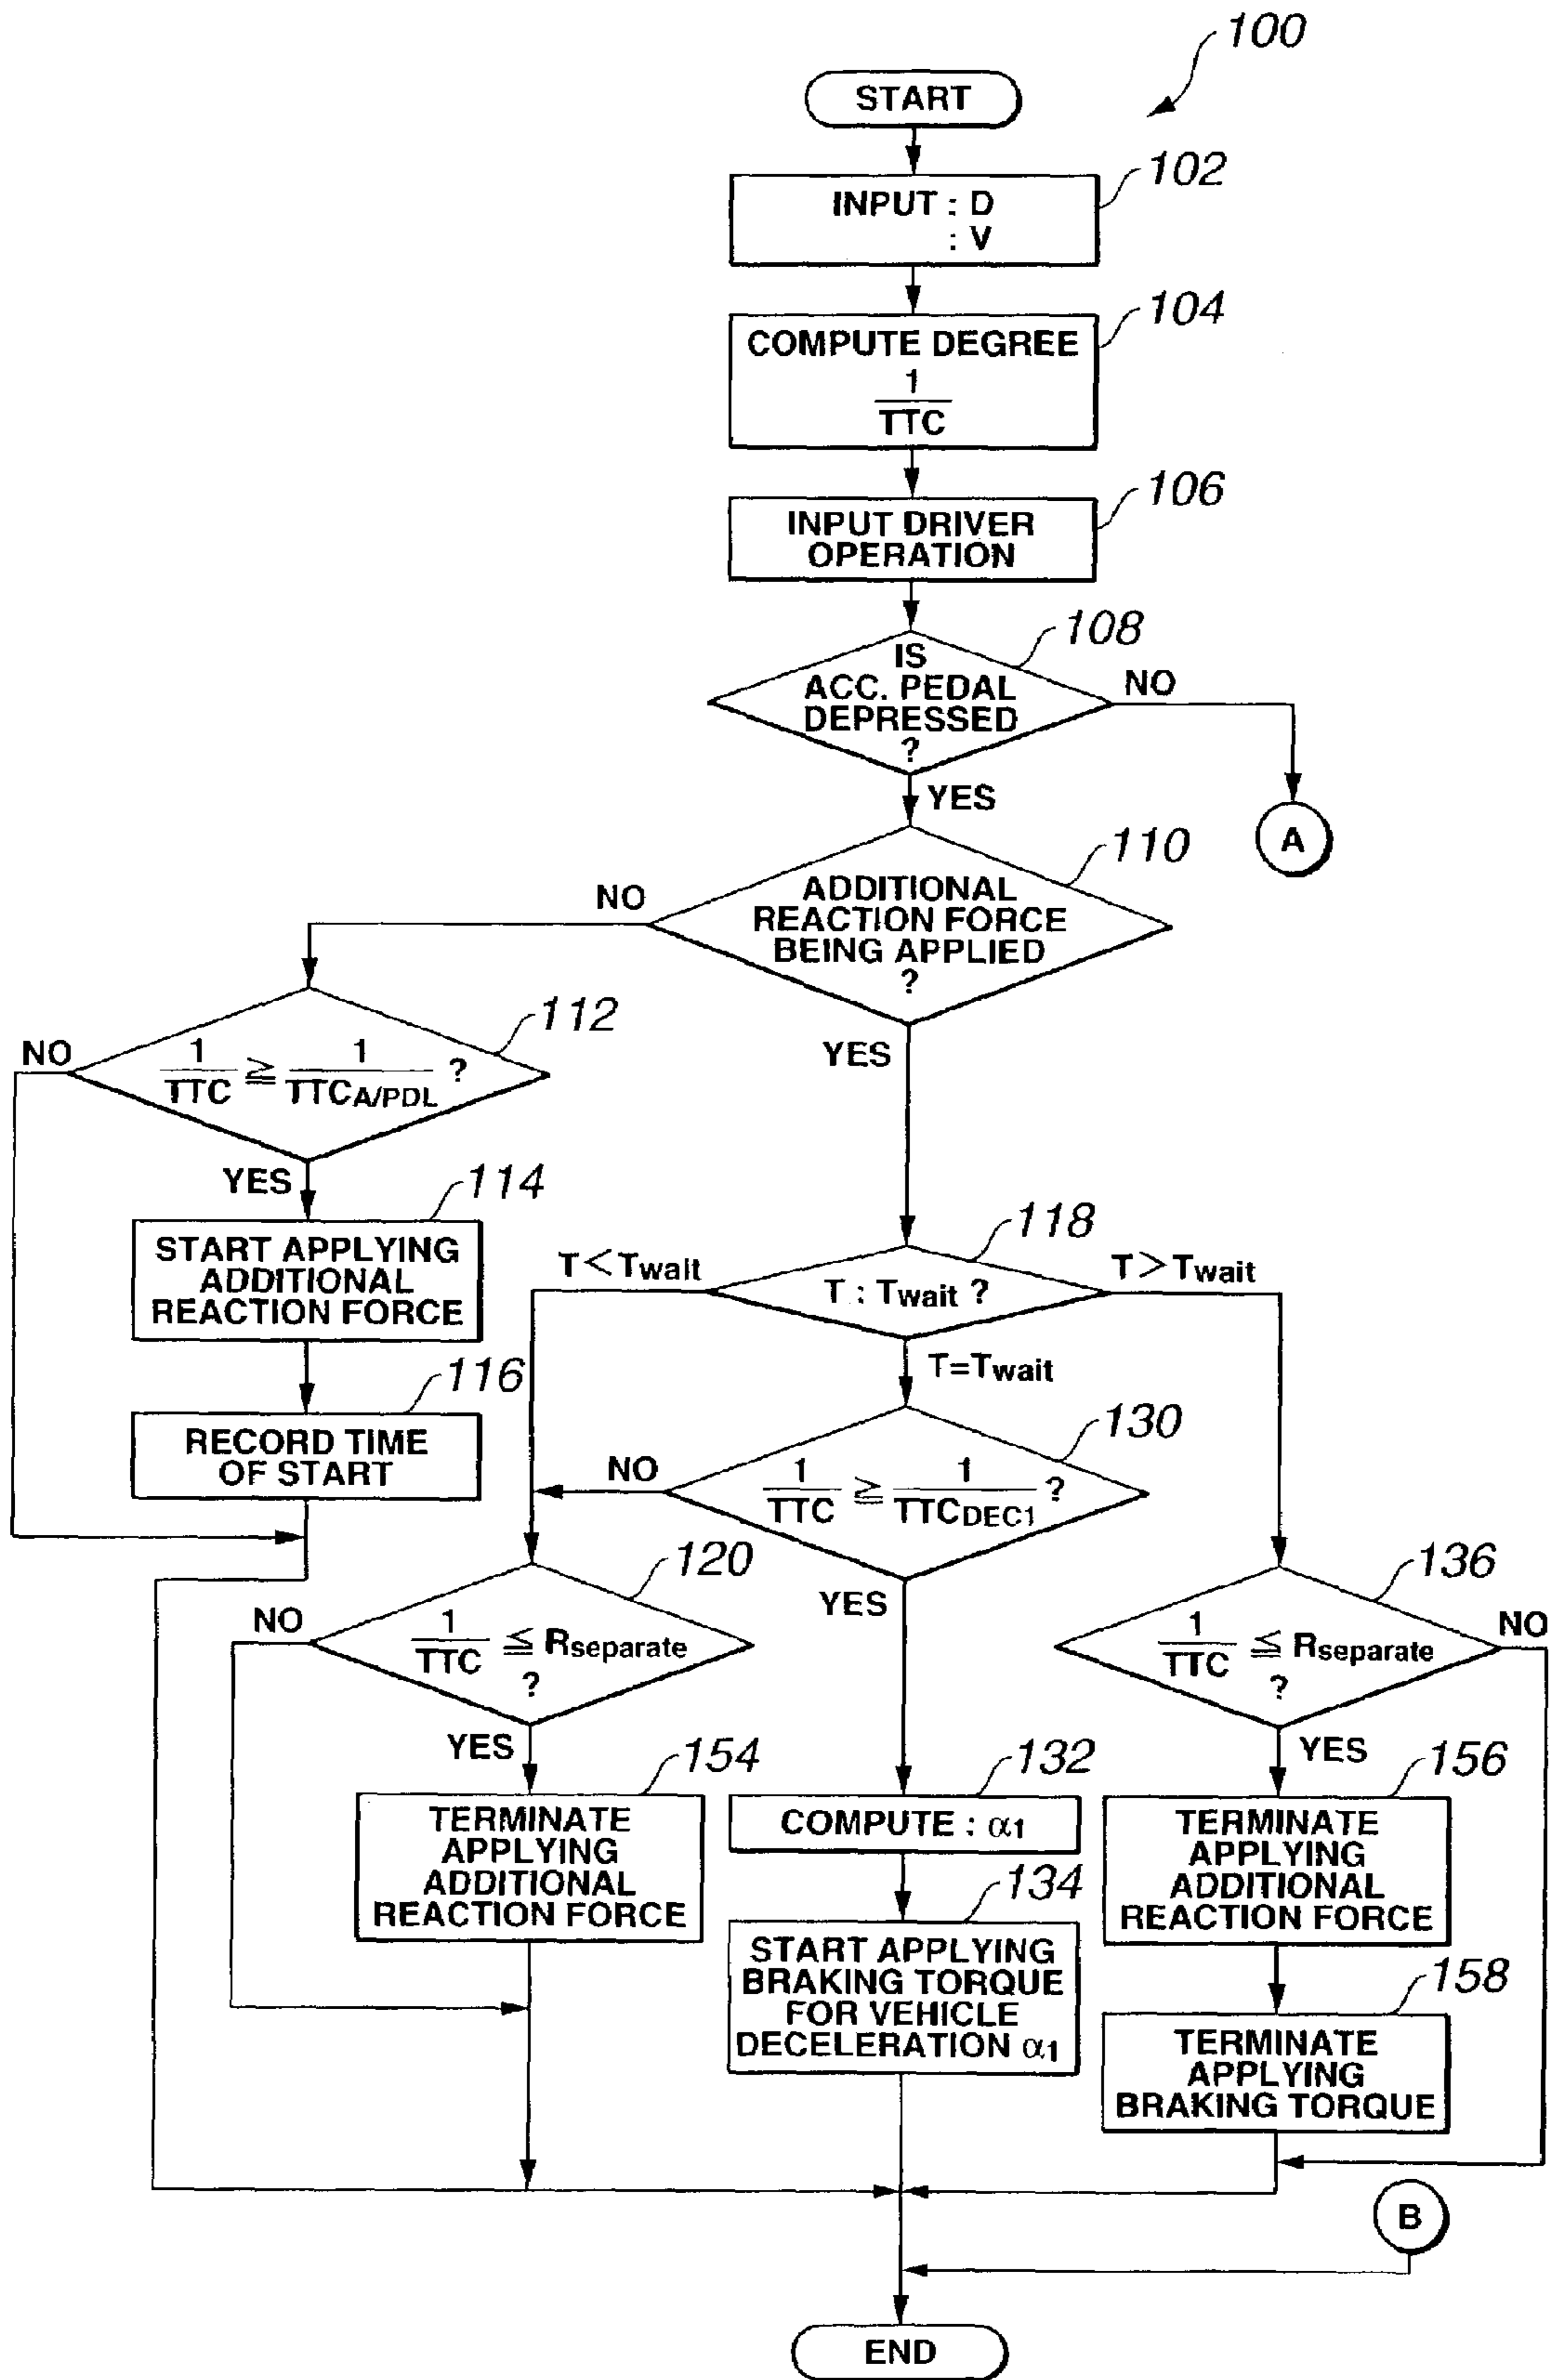 100
START
102
INPUT : D
: V
104
COMPUTE DEGREE
1
TTC
106
INPUT DRIVER
OPERATION
108
IS
ACC. PEDAL
DEPRESSED
?
NO
YES
A
110
ADDITIONAL
REACTION FORCE
BEING APPLIED
?
NO
YES
112
1/TTC ≧ 1/TTCA/PDL ?
NO
YES
114
START APPLYING
ADDITIONAL
REACTION FORCE
116
RECORD TIME
OF START
118
T : Twait ?
T<Twait
T>Twait
T=Twait
130
1/TTC ≧ 1/TTCDEC1 ?
NO
YES
120
1/TTC ≦ Rseparate
?
NO
YES
136
1/TTC ≦ Rseparate
?
NO
YES
154
TERMINATE
APPLYING
ADDITIONAL
REACTION FORCE
132
COMPUTE : α1
134
START APPLYING
BRAKING TORQUE
FOR VEHICLE
DECELERATION α1
156
TERMINATE
APPLYING
ADDITIONAL
REACTION FORCE
158
TERMINATE
APPLYING
BRAKING TORQUE
B
END